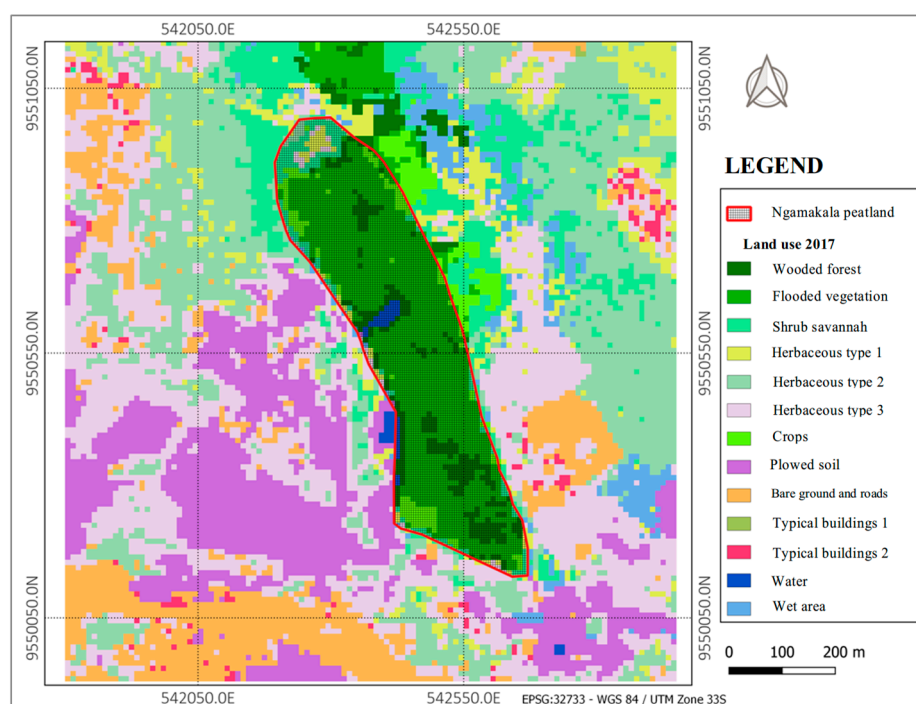 542050.0E 542550.0E
9551050.0N 9551050.0N
9550550.0N 9550550.0N
9550050.0N 9550050.0N
542050.0E 542550.0E
EPSG:32733 - WGS 84 / UTM Zone 33S
LEGEND
Ngamakala peatland
Land use 2017
Wooded forest
Flooded vegetation
Shrub savannah
Herbaceous type 1
Herbaceous type 2
Herbaceous type 3
Crops
Plowed soil
Bare ground and roads
Typical buildings 1
Typical buildings 2
Water
Wet area
0 100 200 m